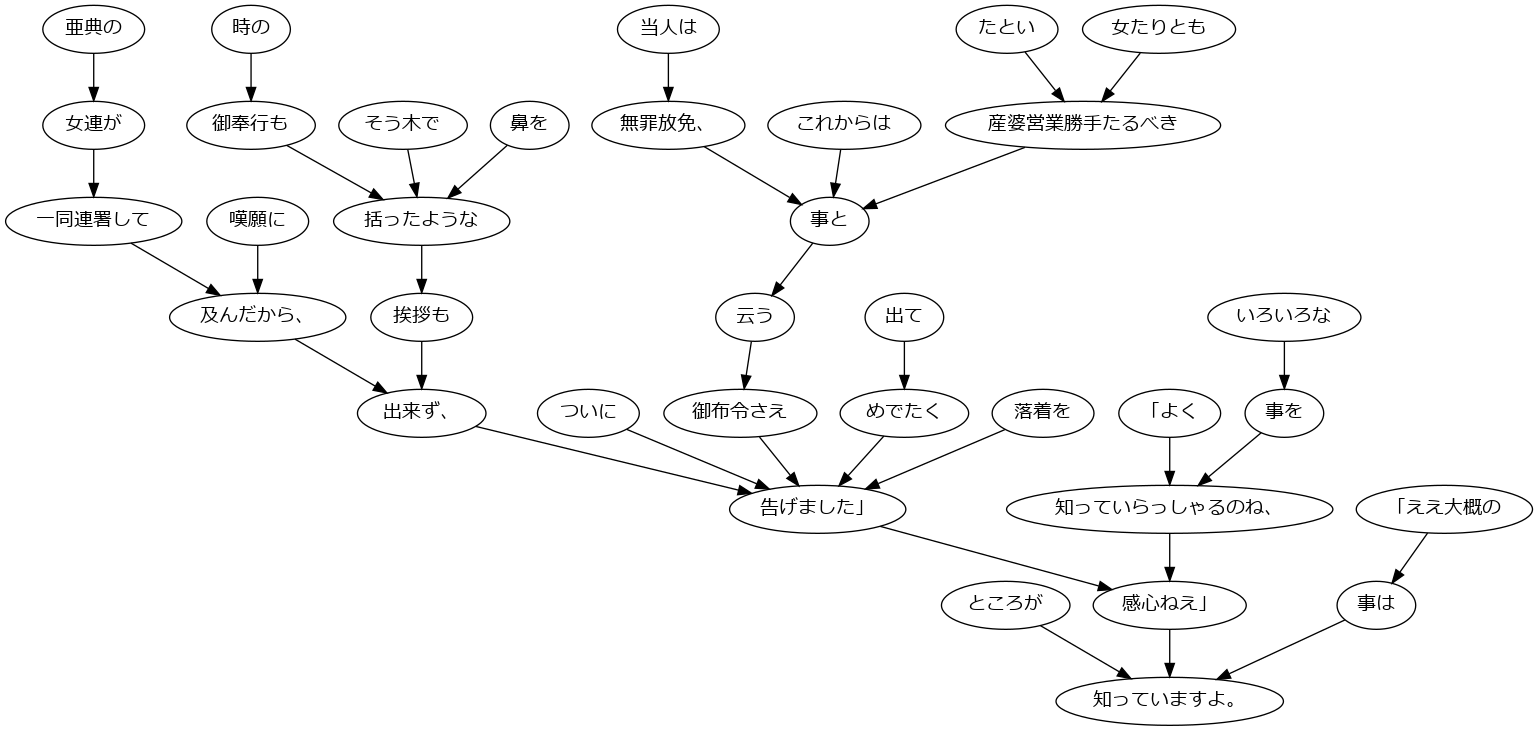 亜典の
時の
当人は
たとい
女たりとも
女連が
御奉行も
そう木で
鼻を
無罪放免、
これからは
産婆営業勝手たるべき
一同連署して
嘆願に
括ったような
事と
及んだから、
挨拶も
云う
出て
いろいろな
出来ず、
ついに
御布令さえ
めでたく
落着を
「よく
事を
告げました」
知っていらっしゃるのね、
「ええ大概の
ところが
感心ねえ」
事は
知っていますよ。